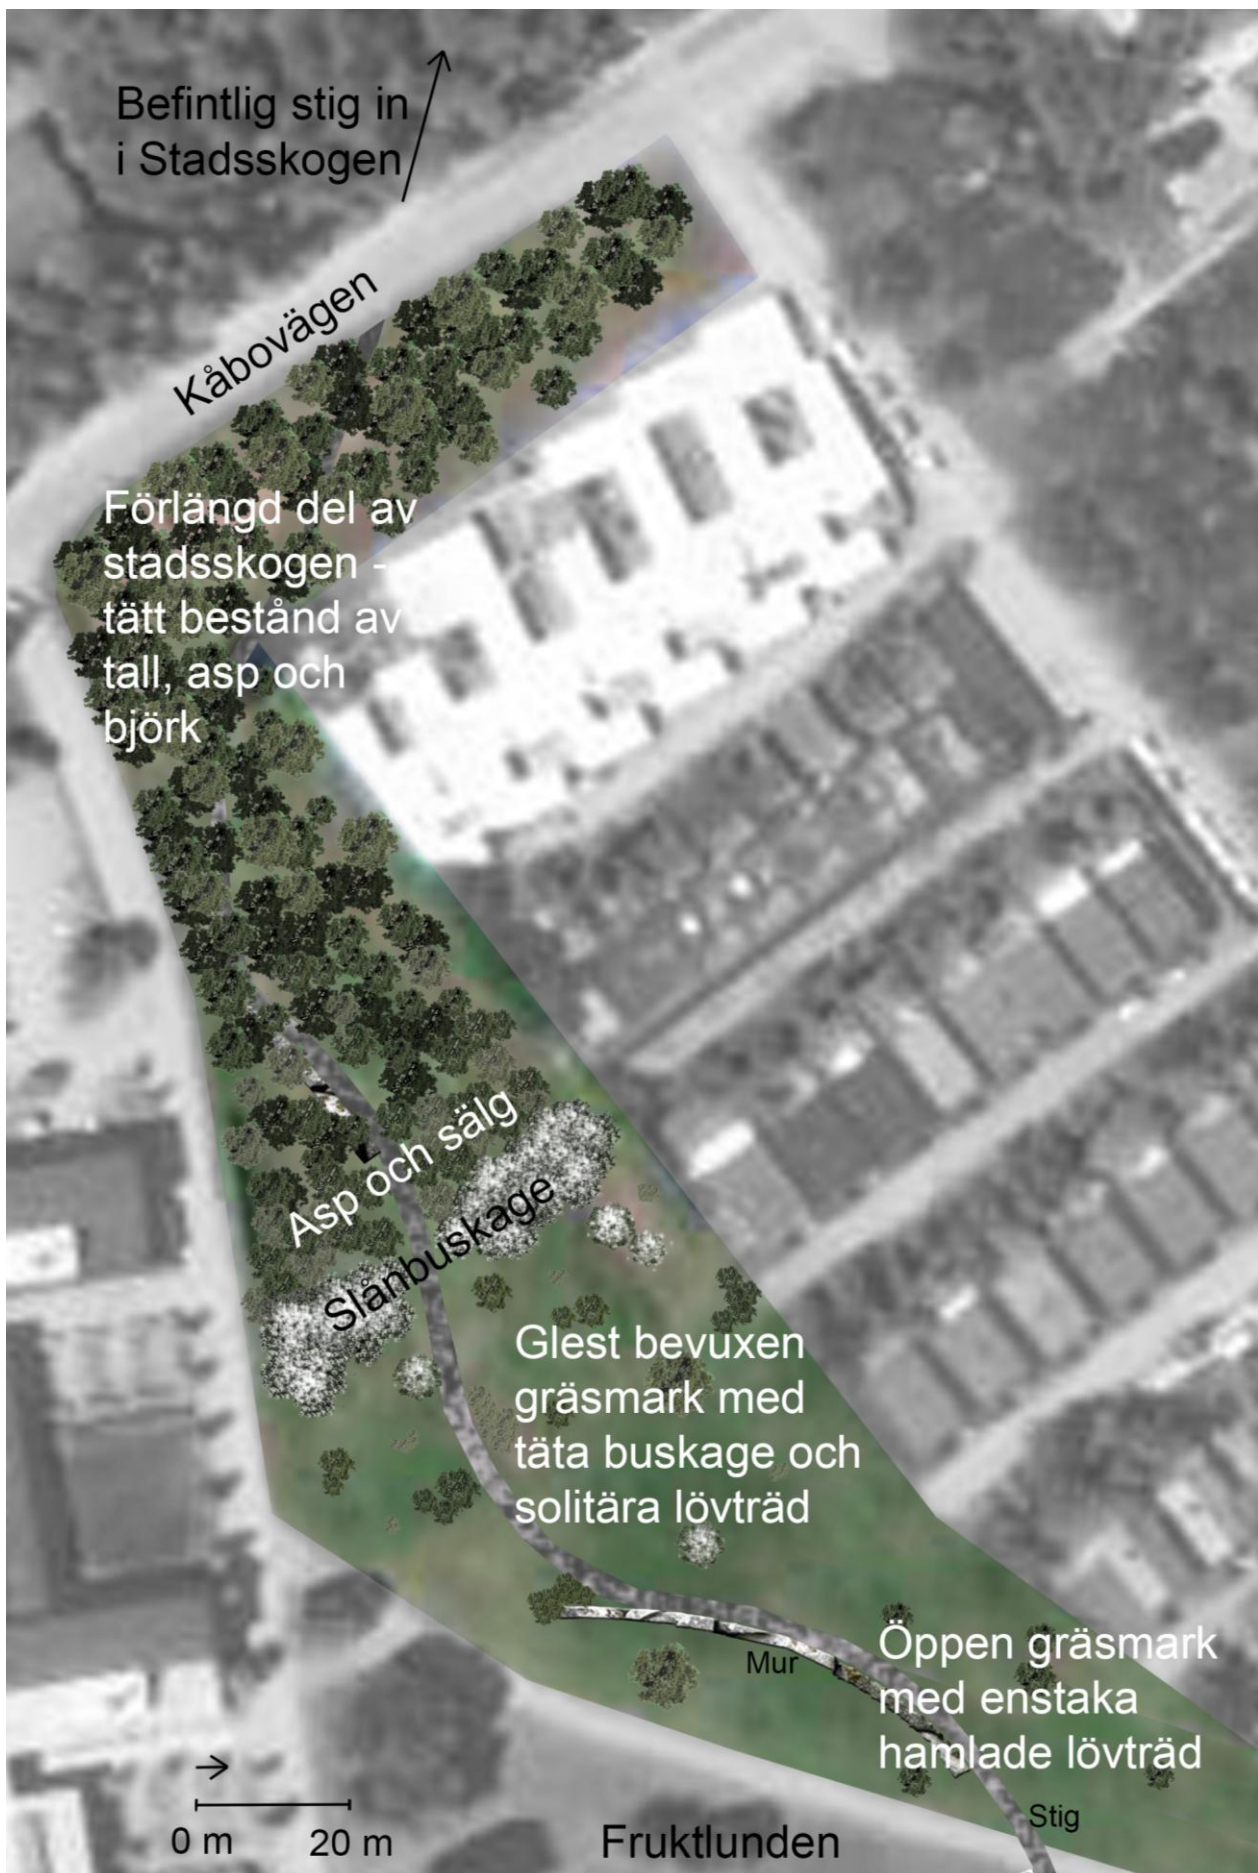 Befintlig stig in
i Stadsskogen
Kåbovägen
Förlängd del av
stadsskogen -
tätt bestånd av
tall, asp och
björk
Asp och sälg
Slånbuskage
Glest bevuxen
gräsmark med
täta buskage och
solitära lövträd
Mur
Öppen gräsmark
med enstaka
hamlade lövträd
Stig
0 m 20 m
Fruktlunden